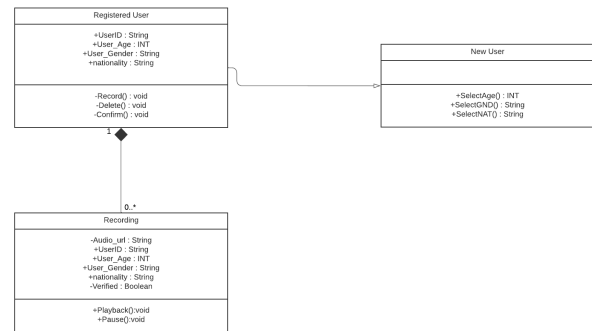 Registered User
+UserID : String
+User_Age : INT
+User_Gender : String
+nationality : String
-Record() : void
-Delete() : void
-Confirm() : void
New User
+SelectAge() : INT
+SelectGND() : String
+SelectNAT() : String
1
0..*
Recording
-Audio_url : String
+UserID : String
+User_Age : INT
+User_Gender : String
+nationality : String
-Verified : Boolean
+Playback():void
+Pause():void